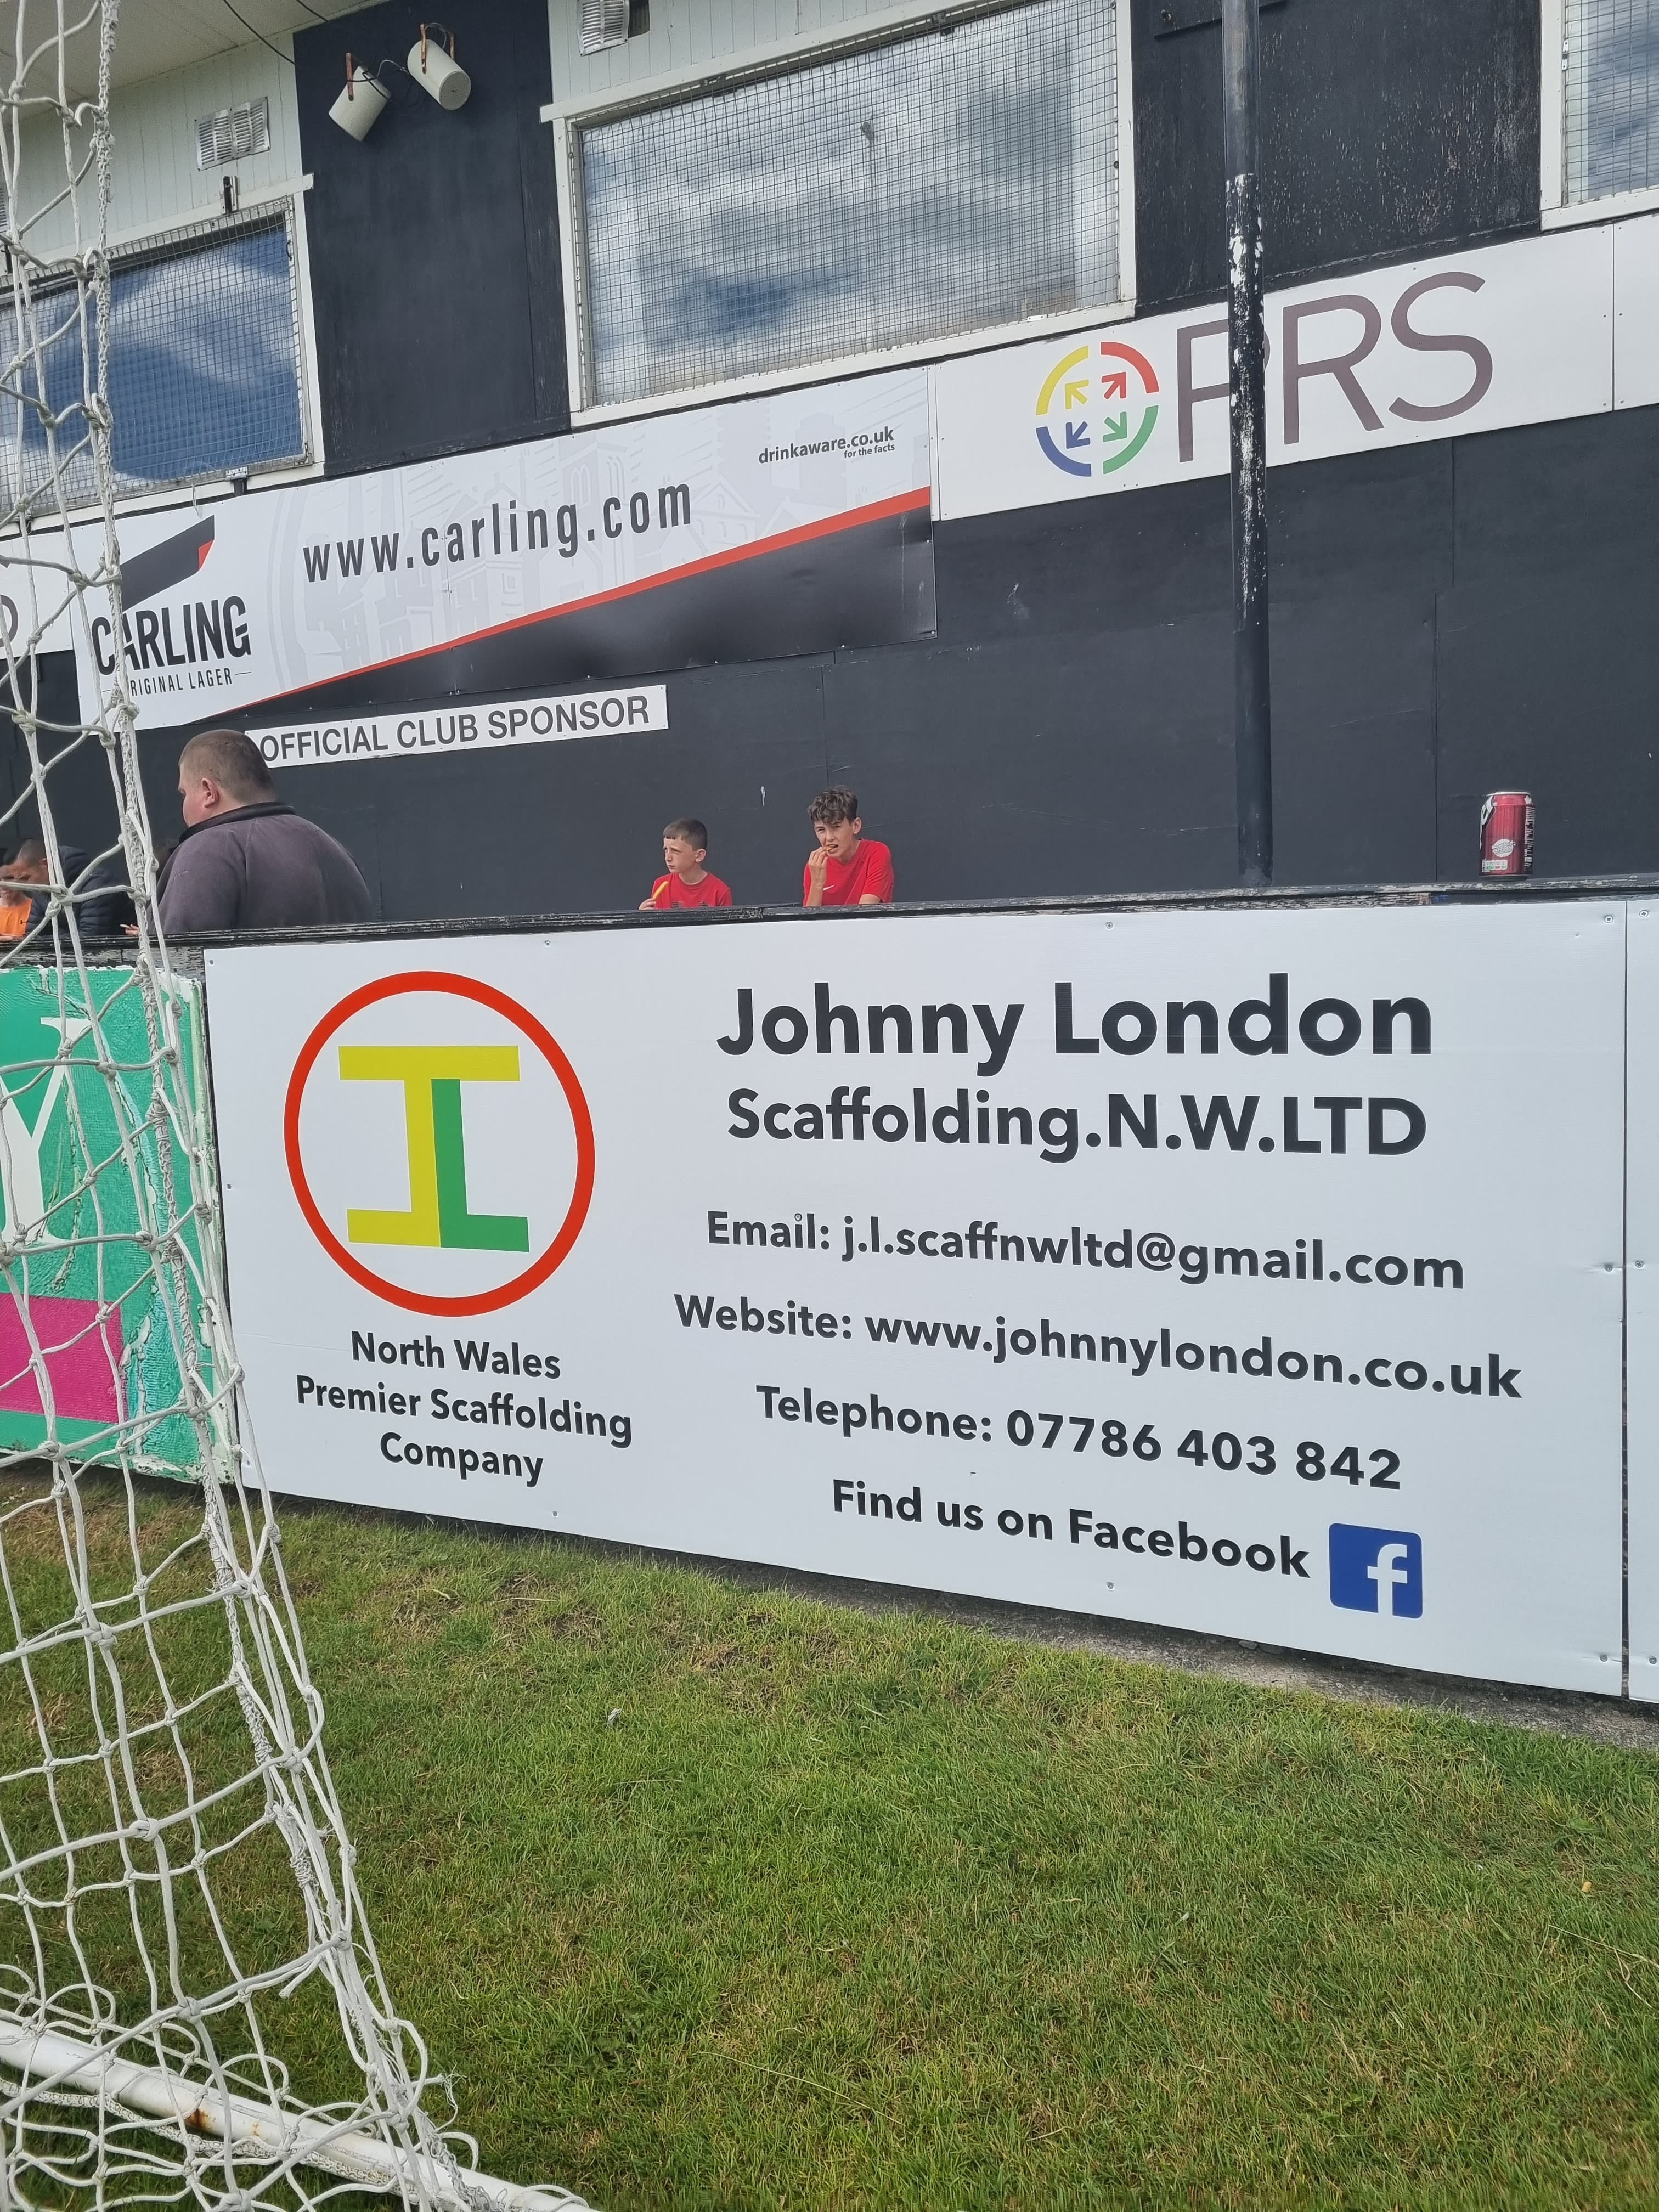 drinkaware.co.uk
for the facts
www.carling.com
CARLING
ORIGINAL LAGER
PRS
OFFICIAL CLUB SPONSOR
Johnny London
Scaffolding.N.W.LTD
Email: j.l.scaffnwltd@gmail.com
Website: www.johnnylondon.co.uk
Telephone: 07786 403 842
Find us on Facebook f
North Wales
Premier Scaffolding
Company
Y